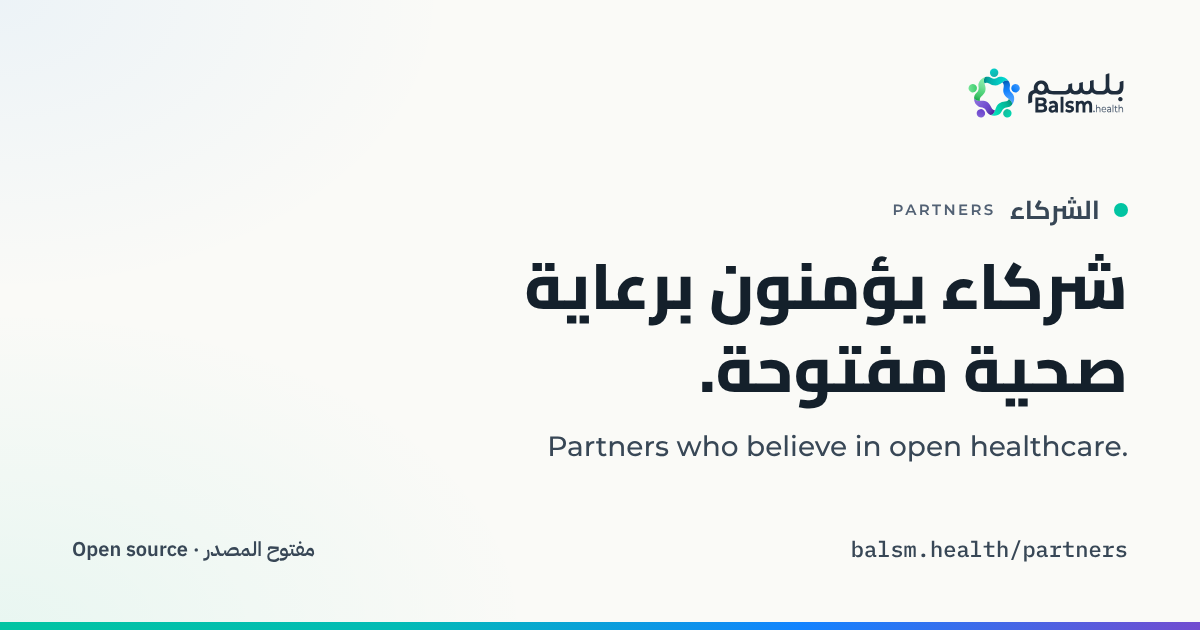 بلسم
Balsm.health
الشركاء PARTNERS
شركاء يؤمنون برعاية
صحية مفتوحة.
Partners who believe in open healthcare.
balsm.health/partners
Open source · مفتوح المصدر